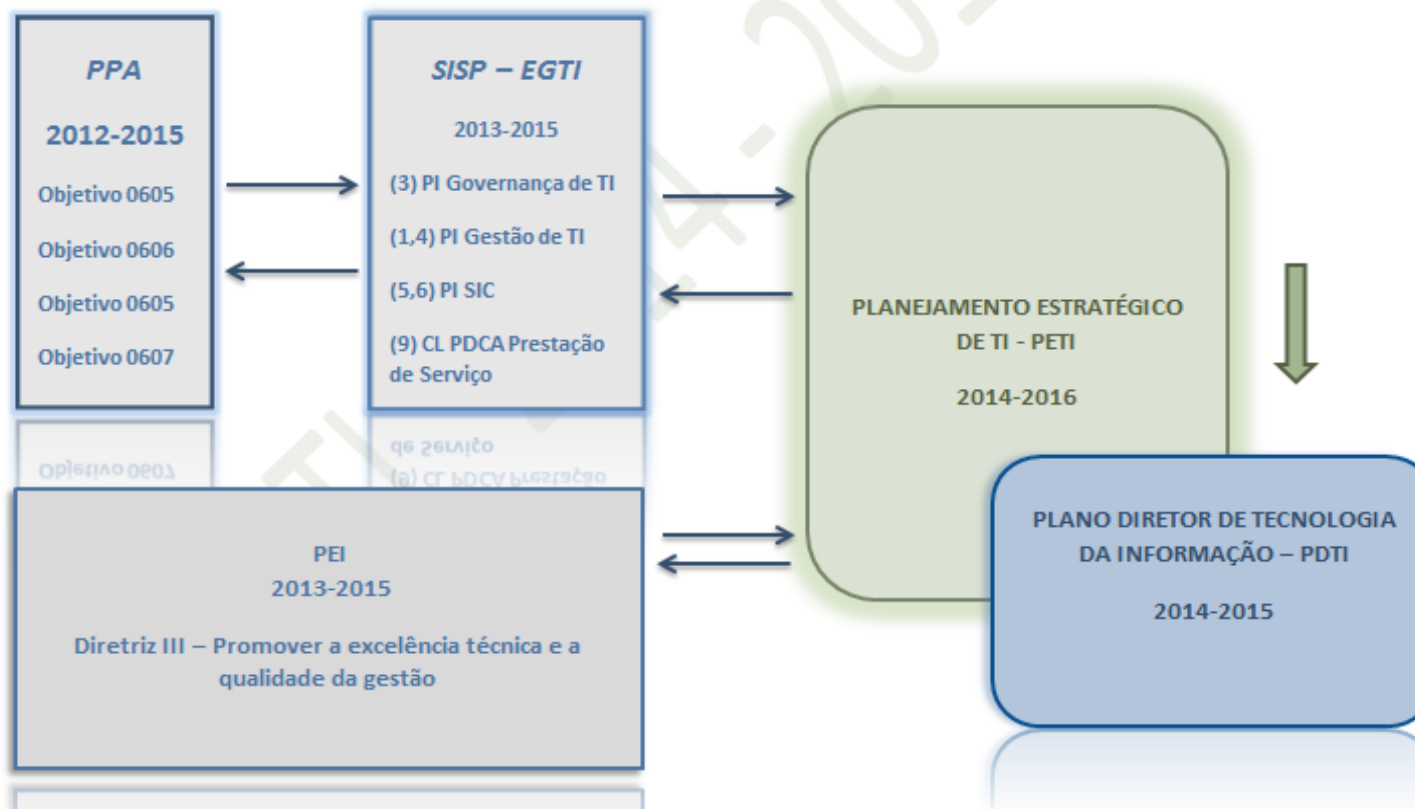 PPA
2012-2015
Objetivo 0605
Objetivo 0606
Objetivo 0605
Objetivo 0607
SISP – EGTI
2013-2015
(3) PI Governança de TI
(1,4) PI Gestão de TI
(5,6) PI SIC
(9) CL PDCA Prestação
de Serviço
PLANEJAMENTO ESTRATÉGICO
DE TI - PETI
2014-2016
PEI
2013-2015
Diretriz III – Promover a excelência técnica e a
qualidade da gestão
PLANO DIRETOR DE TECNOLOGIA
DA INFORMAÇÃO – PDTI
2014-2015